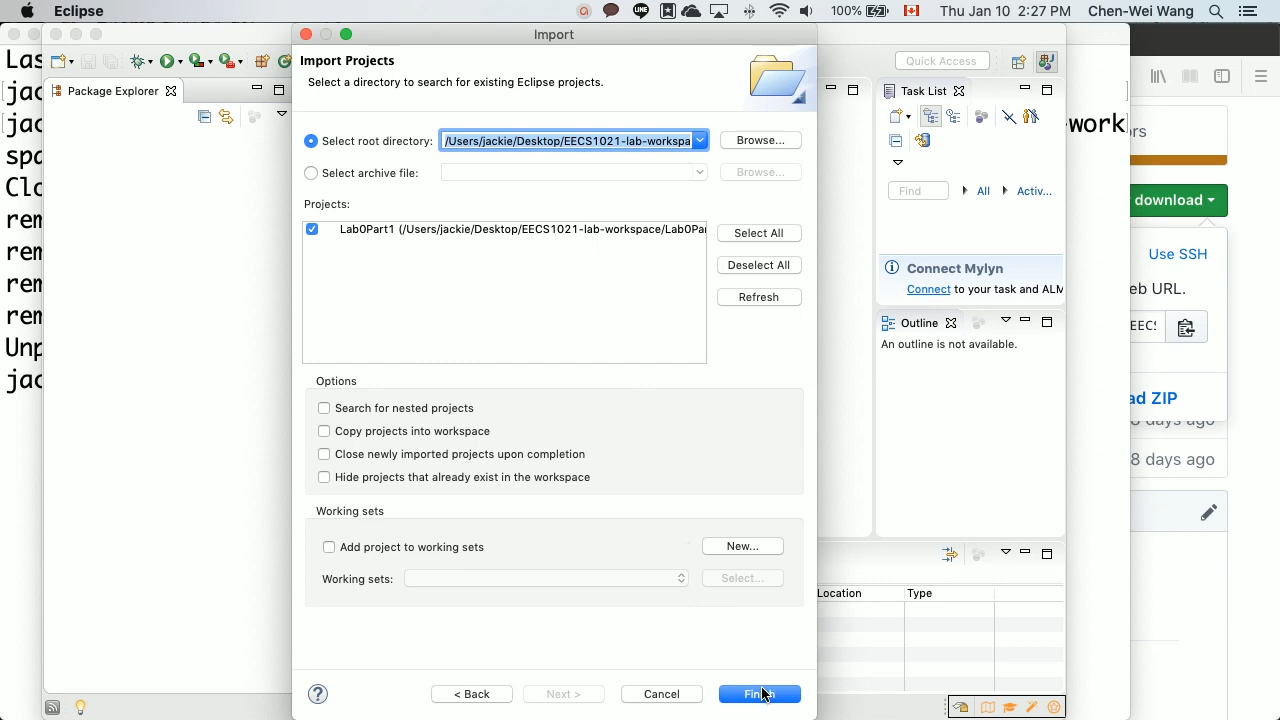 Eclipse
100%
Thu Jan 10 2:27 PM
Chen-Wei Wang
Import
Import Projects
Select a directory to search for existing Eclipse projects.
Select root directory:
/Users/jackie/Desktop/EECS1021-lab-workspa
Browse...
Select archive file:
Browse...
Projects:
Lab0Part1 (/Users/jackie/Desktop/EECS1021-lab-workspace/Lab0Par
Select All
Deselect All
Refresh
Options
Search for nested projects
Copy projects into workspace
Close newly imported projects upon completion
Hide projects that already exist in the workspace
Working sets
Add project to working sets
New...
Working sets:
Select...
< Back
Next >
Cancel
Finish
Package Explorer
Quick Access
Task List
Find
All
Activ...
Connect Mylyn
Connect to your task and ALM
Outline
An outline is not available.
Location
Type
Las
jac
jac
-work
spa
Clo
rem
rem
rem
rem
Unp
jac
ors
download
Use SSH
eb URL.
EECS
ad ZIP
8 days ago
8 days ago